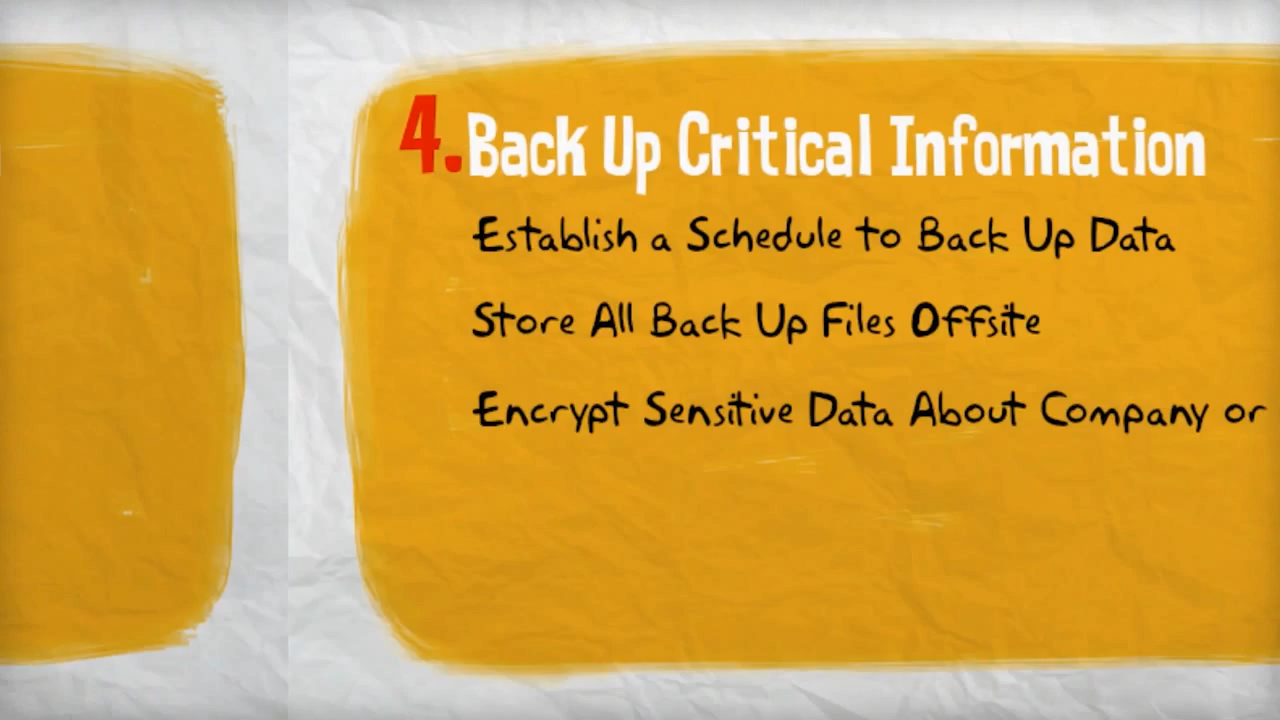 4. Back Up Critical Information
Establish a Schedule to Back Up Data
Store All Back Up Files Offsite
Encrypt Sensitive Data About Company or